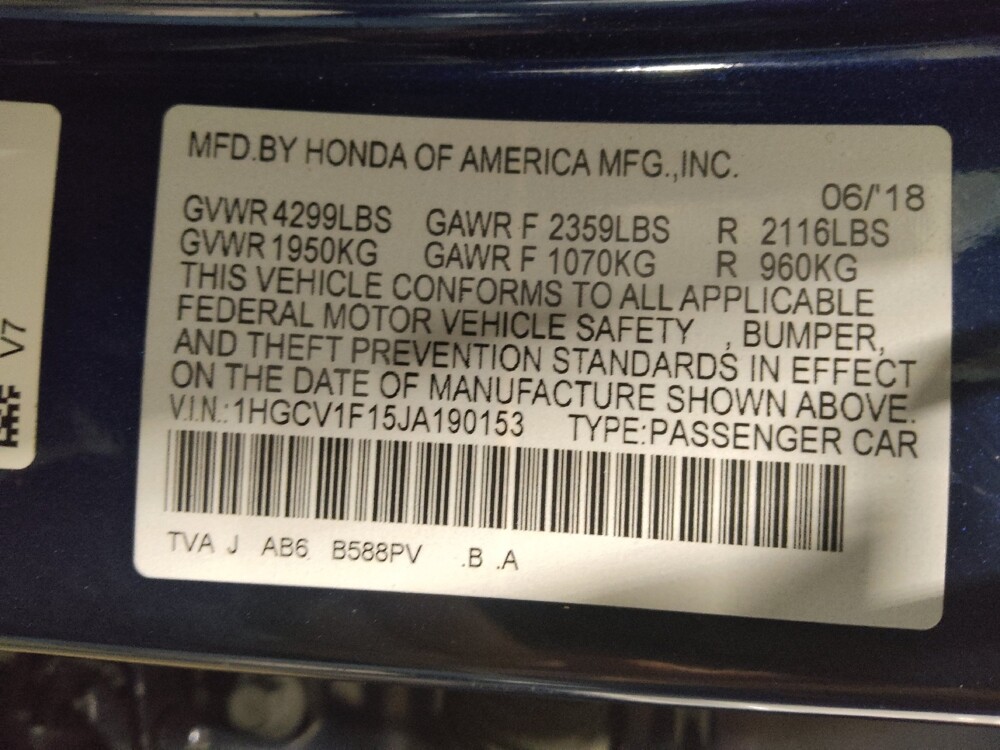 MFD.BY HONDA OF AMERICA MFG.,INC.
06/'18
GVWR 4299LBS GAWR F 2359LBS R 2116LBS
GVWR 1950KG GAWR F 1070KG R 960KG
THIS VEHICLE CONFORMS TO ALL APPLICABLE
FEDERAL MOTOR VEHICLE SAFETY , BUMPER,
AND THEFT PREVENTION STANDARDS IN EFFECT
ON THE DATE OF MANUFACTURE SHOWN ABOVE.
V.I.N.:1HGCV1F15JA190153 TYPE:PASSENGER CAR
TVA J AB6 B588PV .B .A
V7